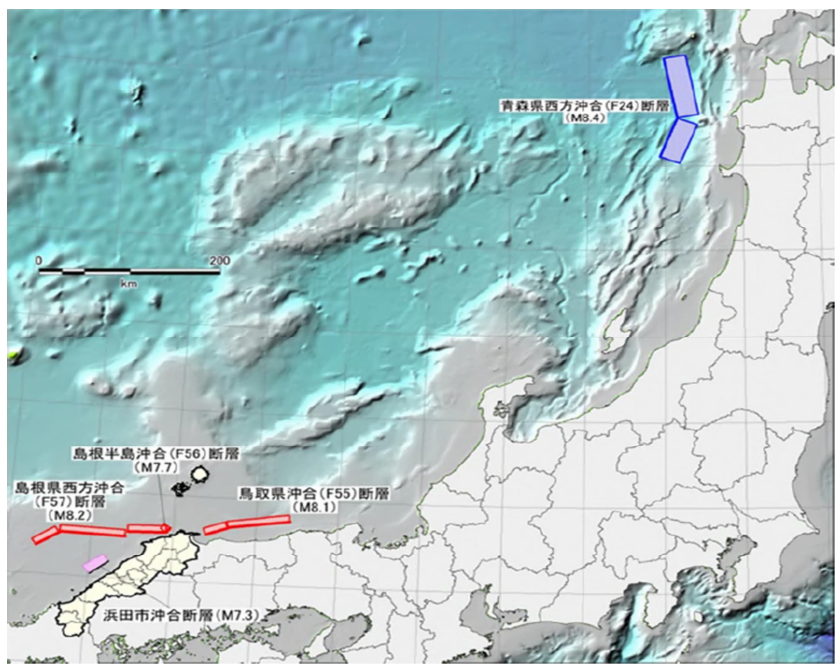 青森県西方沖合(F24)断層
(M8.4)
0 200
km
島根半島沖合(F56)断層
(M7.7)
島根県西方沖合
(F57)断層
(M8.2)
鳥取県沖合(F55)断層
(M8.1)
浜田市沖合断層(M7.3)